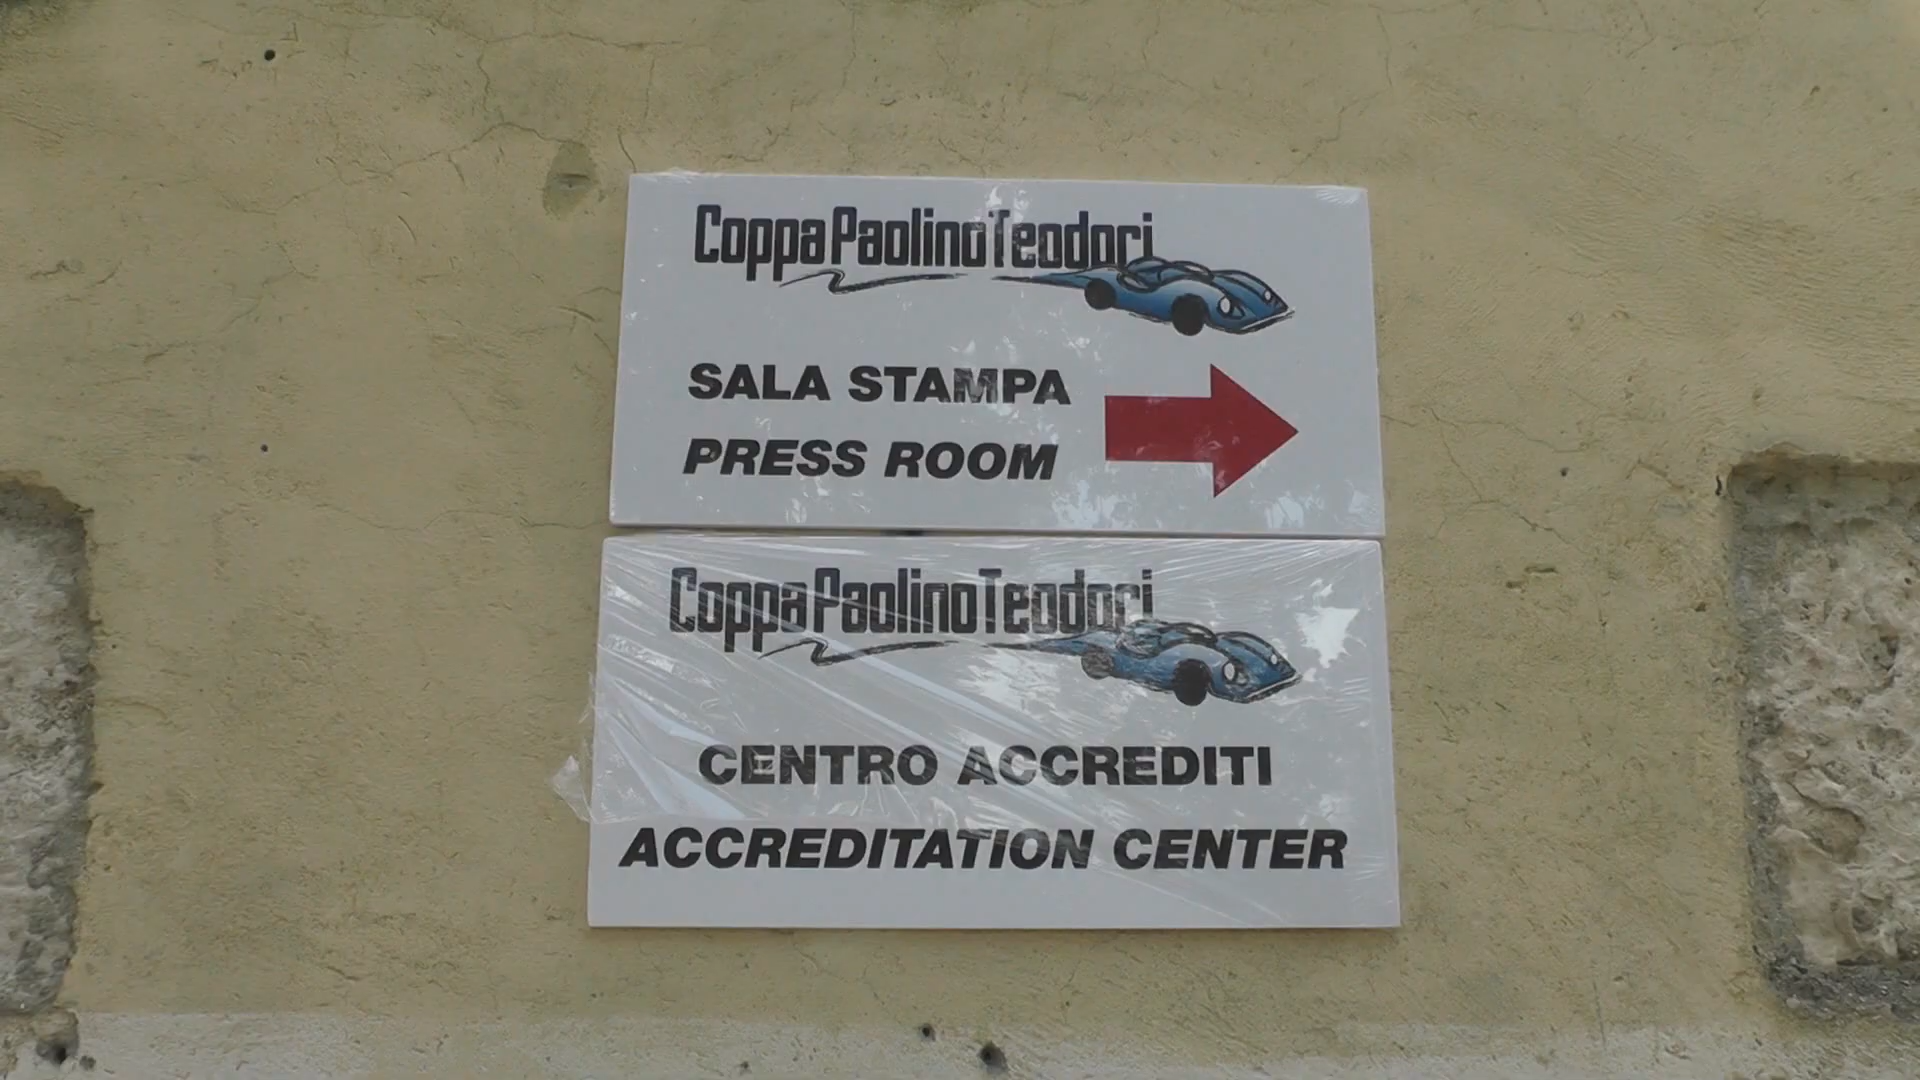 CoppaPaolinoTeodori
SALA STAMPA
PRESS ROOM
CoppaPaolinoTeodori
CENTRO ACCREDITI
ACCREDITATION CENTER